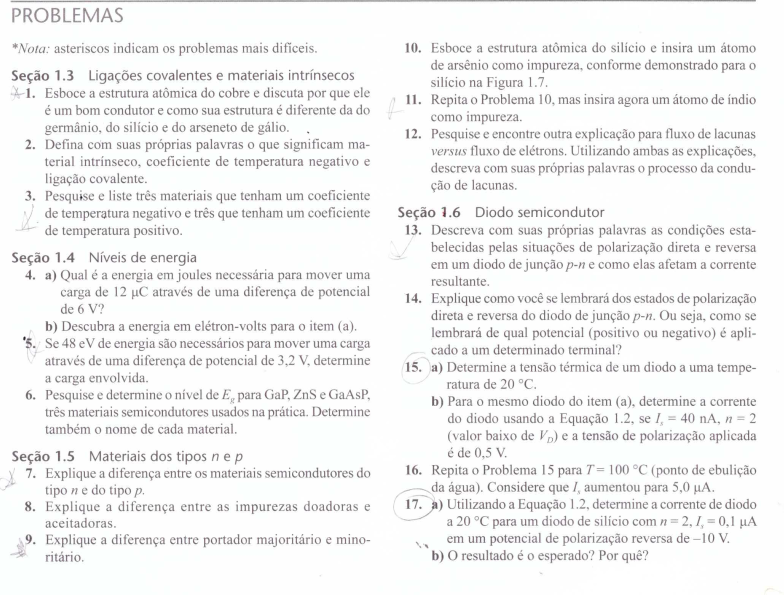 PROBLEMAS
*Nota: asteriscos indicam os problemas mais difíceis.
Seção 1.3 Ligações covalentes e materiais intrínsecos
*1. Esboce a estrutura atômica do cobre e discuta por que ele
é um bom condutor e como sua estrutura é diferente da do
germânio, do silício e do arseneto de gálio.
2. Defina com suas próprias palavras o que significam ma-
terial intrínseco, coeficiente de temperatura negativo e
ligação covalente.
3. Pesquise e liste três materiais que tenham um coeficiente
de temperatura negativo e três que tenham um coeficiente
de temperatura positivo.
Seção 1.4 Níveis de energia
4. a) Qual é a energia em joules necessária para mover uma
carga de 12 µC através de uma diferença de potencial
de 6 V?
b) Descubra a energia em elétron-volts para o item (a).
*5. Se 48 eV de energia são necessários para mover uma carga
através de uma diferença de potencial de 3,2 V, determine
a carga envolvida.
6. Pesquise e determine o nível de Eg para GaP, ZnS e GaAsP,
três materiais semicondutores usados na prática. Determine
também o nome de cada material.
Seção 1.5 Materiais dos tipos n e p
7. Explique a diferença entre os materiais semicondutores do
tipo n e do tipo p.
8. Explique a diferença entre as impurezas doadoras e
aceitadoras.
9. Explique a diferença entre portador majoritário e mino-
ritário.
10. Esboce a estrutura atômica do silício e insira um átomo
de arsênio como impureza, conforme demonstrado para o
silício na Figura 1.7.
11. Repita o Problema 10, mas insira agora um átomo de índio
como impureza.
12. Pesquise e encontre outra explicação para fluxo de lacunas
versus fluxo de elétrons. Utilizando ambas as explicações,
descreva com suas próprias palavras o processo da condu-
ção de lacunas.
Seção 1.6 Diodo semicondutor
13. Descreva com suas próprias palavras as condições esta-
belecidas pelas situações de polarização direta e reversa
em um diodo de junção p-n e como elas afetam a corrente
resultante.
14. Explique como você se lembrará dos estados de polarização
direta e reversa do diodo de junção p-n. Ou seja, como se
lembrará de qual potencial (positivo ou negativo) é apli-
cado a um determinado terminal?
15. a) Determine a tensão térmica de um diodo a uma tempe-
ratura de 20 °C.
b) Para o mesmo diodo do item (a), determine a corrente
do diodo usando a Equação 1.2, se Is = 40 nA, n = 2
(valor baixo de VD) e a tensão de polarização aplicada
é de 0,5 V.
16. Repita o Problema 15 para T = 100 °C (ponto de ebulição
da água). Considere que Is aumentou para 5,0 µA.
17. a) Utilizando a Equação 1.2, determine a corrente de diodo
a 20 °C para um diodo de silício com n = 2, Is = 0,1 µA
em um potencial de polarização reversa de –10 V.
b) O resultado é o esperado? Por quê?